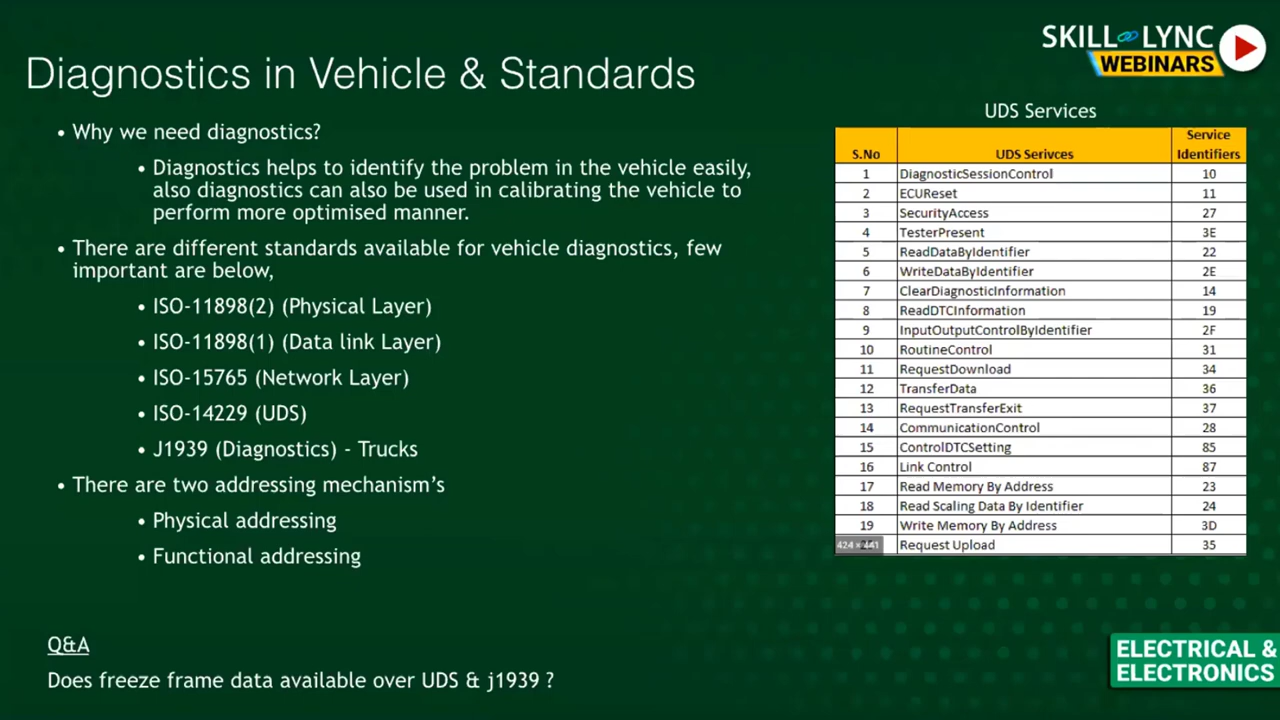 SKILL LYNC
WEBINARS
Diagnostics in Vehicle & Standards
• Why we need diagnostics?
• Diagnostics helps to identify the problem in the vehicle easily,
also diagnostics can also be used in calibrating the vehicle to
perform more optimised manner.
• There are different standards available for vehicle diagnostics, few
important are below,
• ISO-11898(2) (Physical Layer)
• ISO-11898(1) (Data link Layer)
• ISO-15765 (Network Layer)
• ISO-14229 (UDS)
• J1939 (Diagnostics) - Trucks
• There are two addressing mechanism's
• Physical addressing
• Functional addressing
Q&A
Does freeze frame data available over UDS & j1939 ?
UDS Services
S.No UDS Serivces Service Identifiers
1 DiagnosticSessionControl 10
2 ECUReset 11
3 SecurityAccess 27
4 TesterPresent 3E
5 ReadDataByIdentifier 22
6 WriteDataByIdentifier 2E
7 ClearDiagnosticInformation 14
8 ReadDTCInformation 19
9 InputOutputControlByIdentifier 2F
10 RoutineControl 31
11 RequestDownload 34
12 TransferData 36
13 RequestTransferExit 37
14 CommunicationControl 28
15 ControlDTCSetting 85
16 Link Control 87
17 Read Memory By Address 23
18 Read Scaling Data By Identifier 24
19 Write Memory By Address 3D
Request Upload 35
ELECTRICAL &
ELECTRONICS